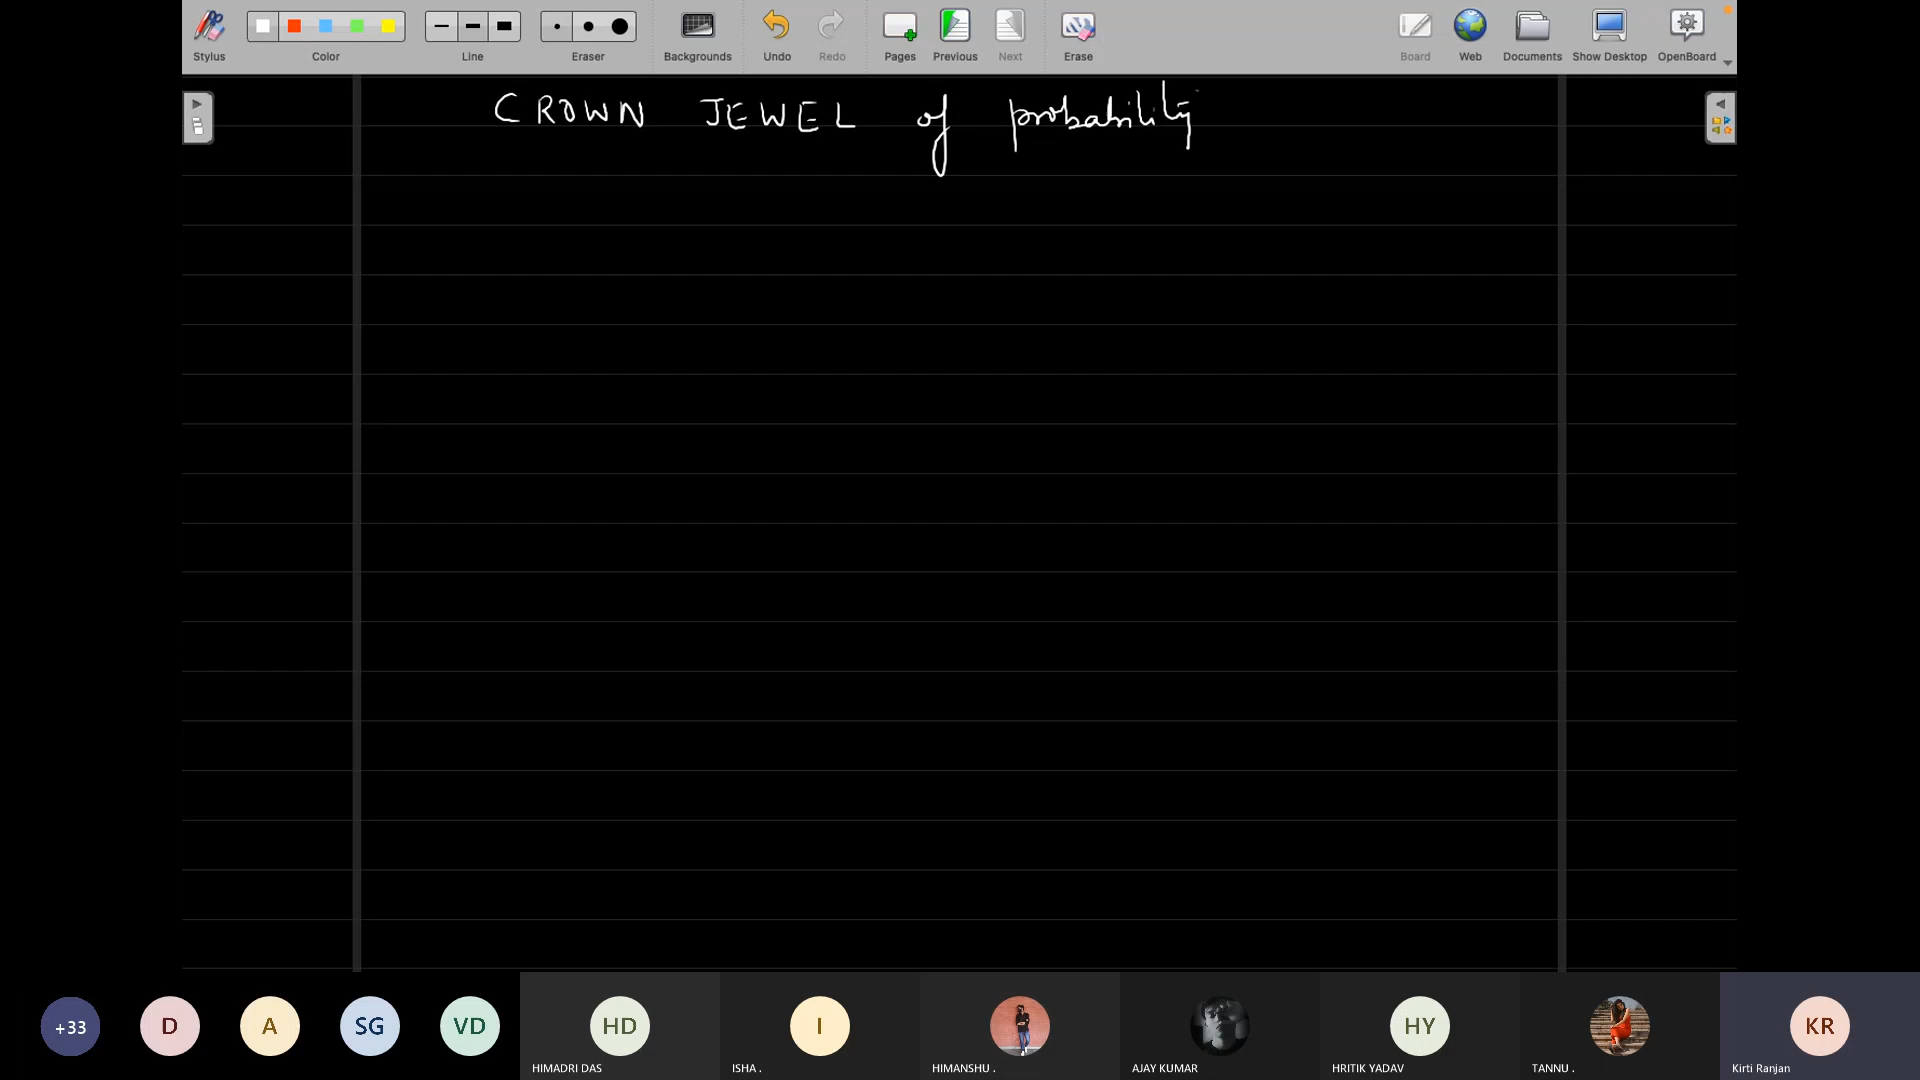 Stylus Color Line Eraser Backgrounds Undo Redo Pages Previous Next Erase Board Web Documents Show Desktop OpenBoard
CROWN JEWEL of probability
+33 D A SG VD HD I HY KR
HIMADRI DAS ISHA . HIMANSHU . AJAY KUMAR HRITIK YADAV TANNU . Kirti Ranjan